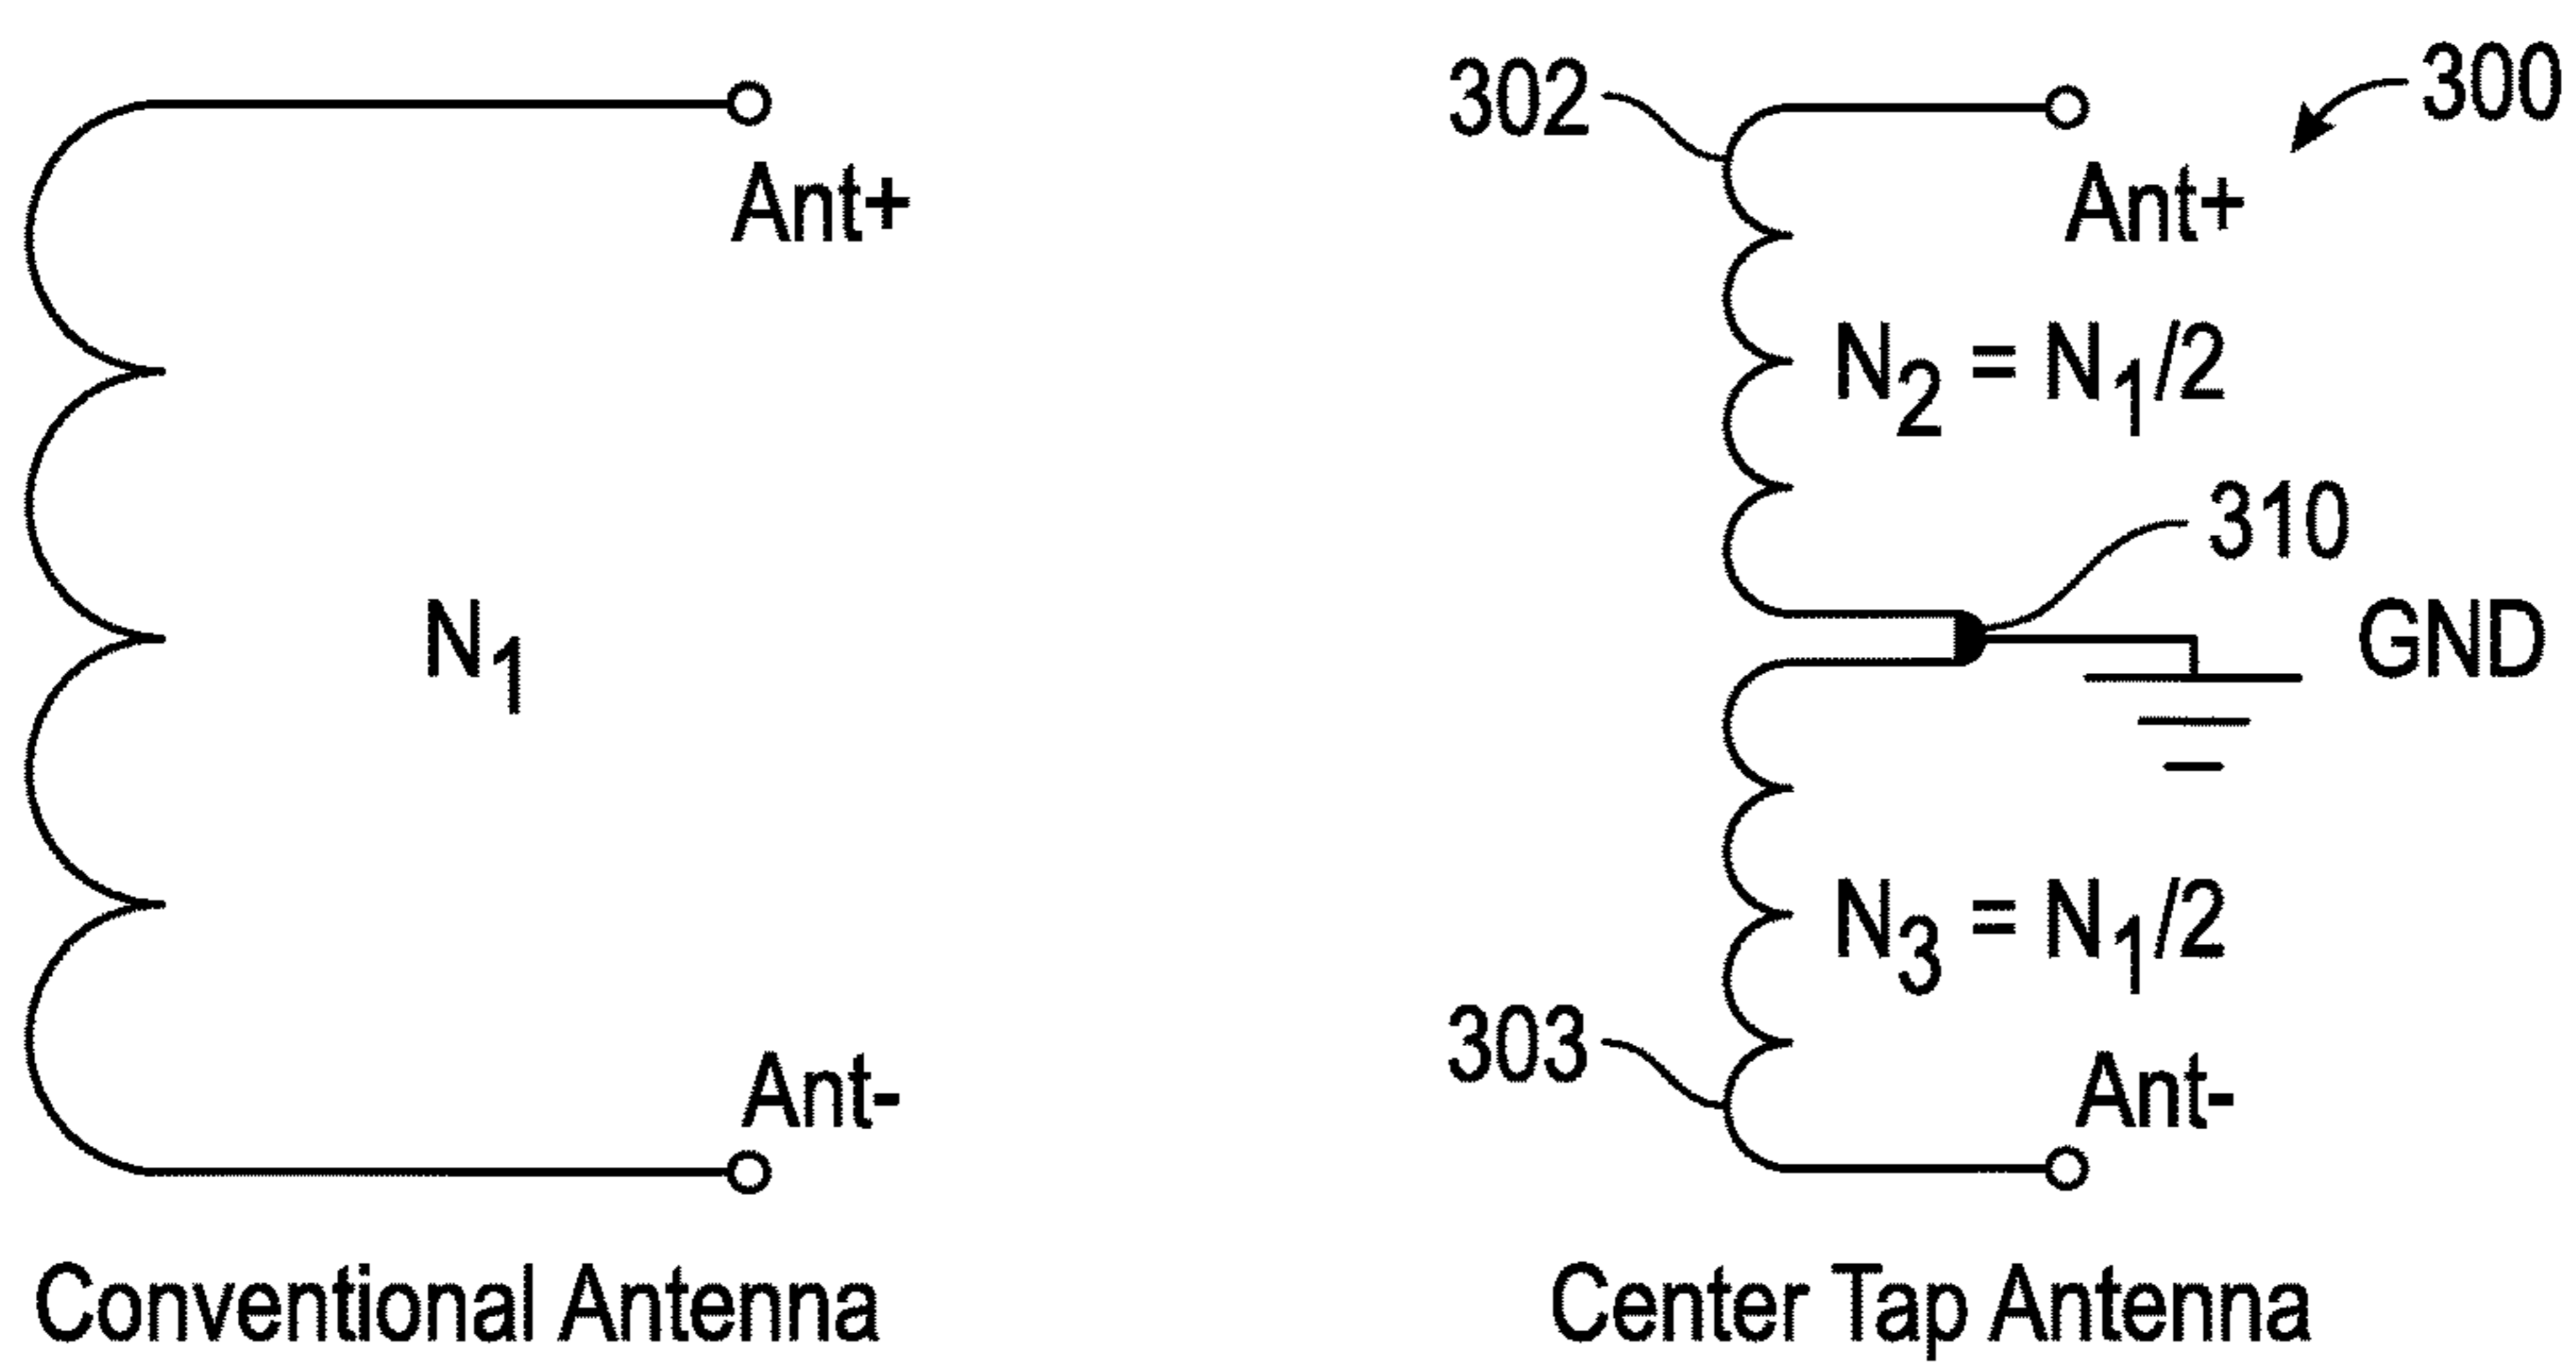 Ant+
N1
Ant-
Conventional Antenna
302
300
Ant+
N2 = N1/2
310
GND
N3 = N1/2
303
Ant-
Center Tap Antenna